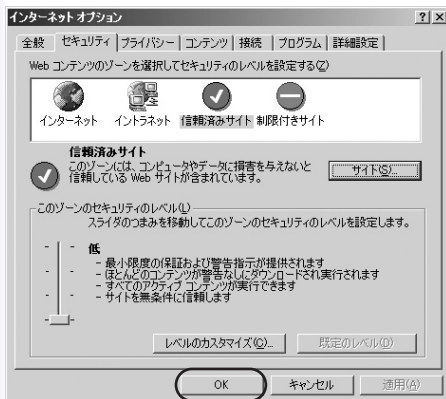 インターネット オプション
全般 セキュリティ プライバシー コンテンツ 接続 プログラム 詳細設定
Web コンテンツのゾーンを選択してセキュリティのレベルを設定する(Z)
インターネット イントラネット 信頼済みサイト 制限付きサイト
信頼済みサイト
このゾーンには、コンピュータやデータに損害を与えないと
信頼している Web サイトが含まれています。
サイト(S)...
このゾーンのセキュリティのレベル(L)
スライダのつまみを移動してこのゾーンのセキュリティのレベルを設定します。
低
- 最小限度の保証および警告指示が提供されます
- ほとんどのコンテンツが警告なしにダウンロードされ実行されます
- すべてのアクティブ コンテンツが実行できます
- サイトを無条件に信頼します
レベルのカスタマイズ(C)... 既定のレベル(D)
OK キャンセル 適用(A)